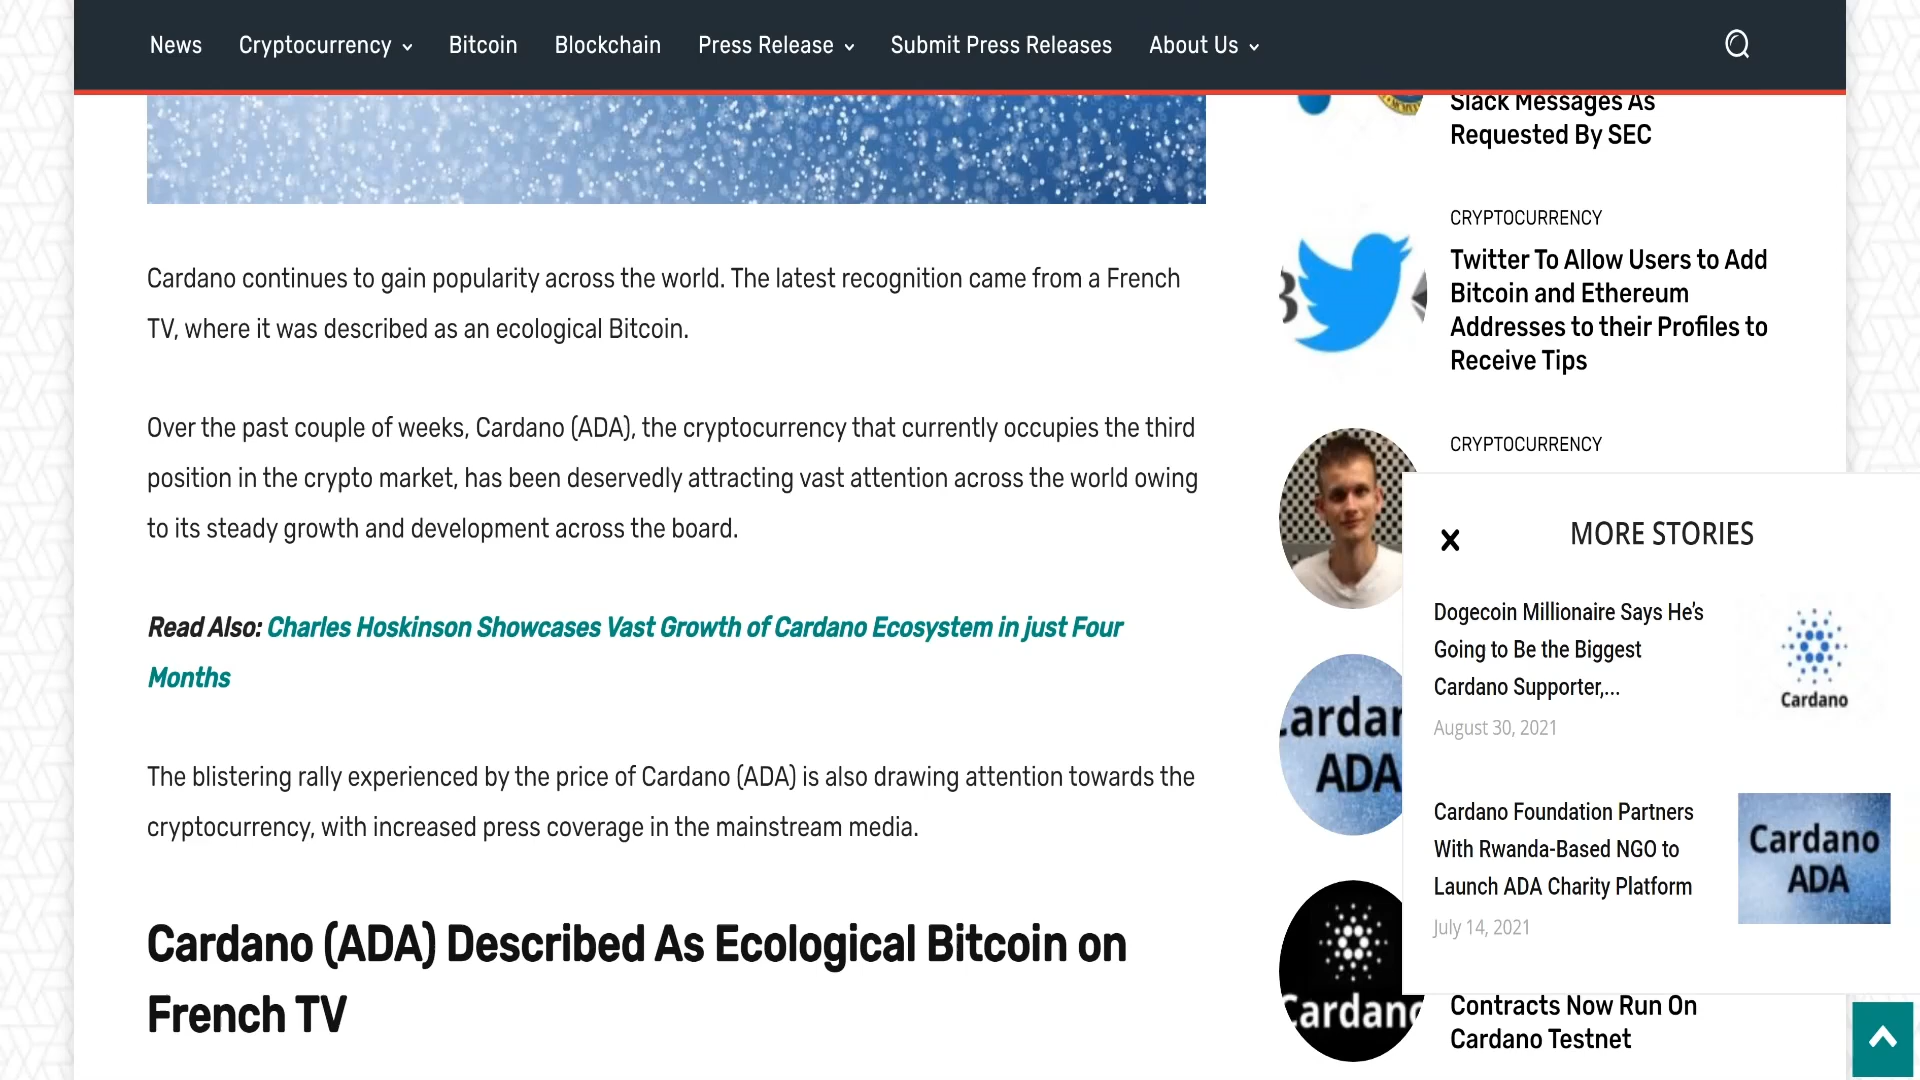 News Cryptocurrency Bitcoin Blockchain Press Release Submit Press Releases About Us
Cardano continues to gain popularity across the world. The latest recognition came from a French
TV, where it was described as an ecological Bitcoin.
Over the past couple of weeks, Cardano (ADA), the cryptocurrency that currently occupies the third
position in the crypto market, has been deservedly attracting vast attention across the world owing
to its steady growth and development across the board.
Read Also: Charles Hoskinson Showcases Vast Growth of Cardano Ecosystem in just Four
Months
The blistering rally experienced by the price of Cardano (ADA) is also drawing attention towards the
cryptocurrency, with increased press coverage in the mainstream media.
Cardano (ADA) Described As Ecological Bitcoin on
French TV
Slack Messages As
Requested By SEC
CRYPTOCURRENCY
Twitter To Allow Users to Add
Bitcoin and Ethereum
Addresses to their Profiles to
Receive Tips
CRYPTOCURRENCY
ardar
ADA
Cardano
Contracts Now Run On
Cardano Testnet
MORE STORIES
Dogecoin Millionaire Says He's
Going to Be the Biggest
Cardano Supporter,...
August 30, 2021
Cardano
Cardano Foundation Partners
With Rwanda-Based NGO to
Launch ADA Charity Platform
July 14, 2021
Cardano
ADA